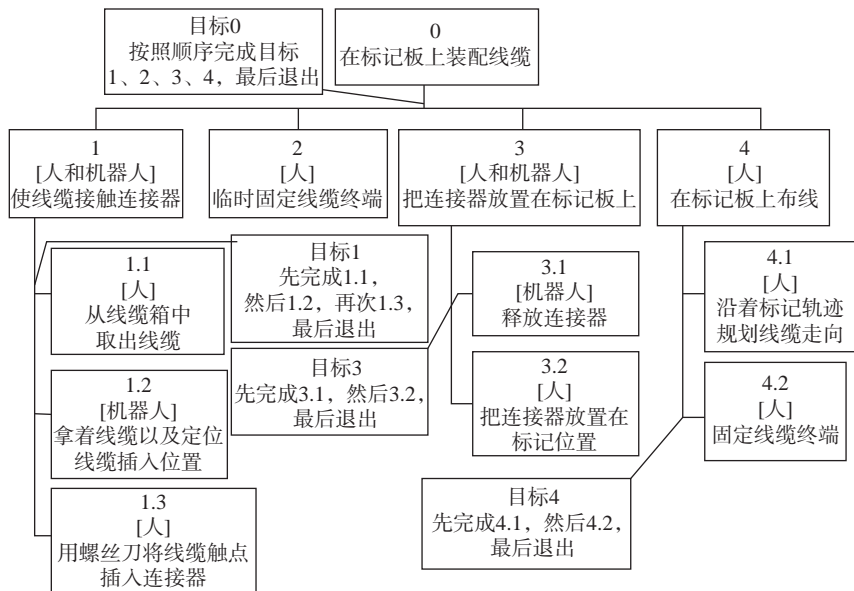 目标0
按照顺序完成目标
1、2、3、4，最后退出
0
在标记板上装配线缆
1
[人和机器人]
使线缆接触连接器
2
[人]
临时固定线缆终端
3
[人和机器人]
把连接器放置在标记板上
4
[人]
在标记板上布线
1.1
[人]
从线缆箱中
取出线缆
目标1
先完成1.1，
然后1.2，再次1.3，
最后退出
3.1
[机器人]
释放连接器
4.1
[人]
沿着标记轨迹
规划线缆走向
1.2
[机器人]
拿着线缆以及定位
线缆插入位置
目标3
先完成3.1，然后3.2，
最后退出
3.2
[人]
把连接器放置在
标记位置
4.2
[人]
固定线缆终端
1.3
[人]
用螺丝刀将线缆触点
插入连接器
目标4
先完成4.1，然后4.2，
最后退出